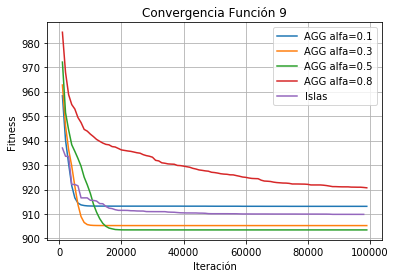 Convergencia Función 9
AGG alfa=0.1
AGG alfa=0.3
AGG alfa=0.5
AGG alfa=0.8
Islas
Fitness
980
970
960
950
940
930
920
910
900
0 20000 40000 60000 80000 100000
Iteración